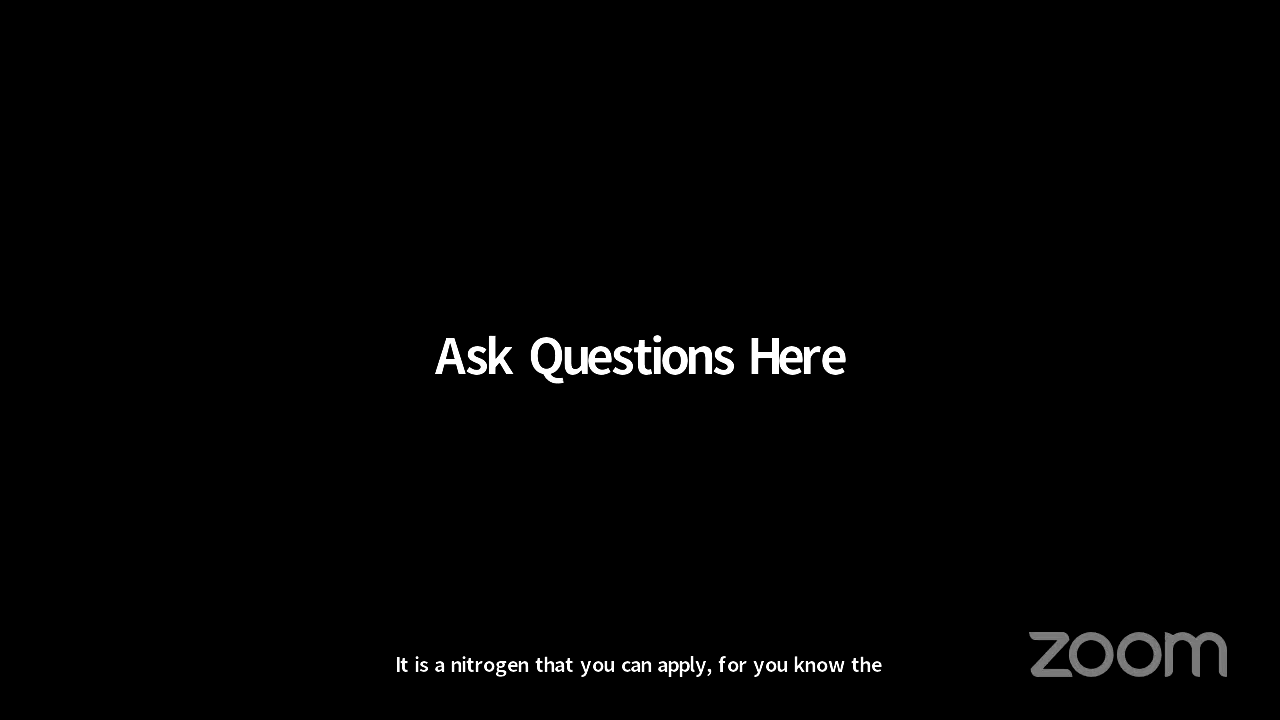 Ask Questions Here
It is a nitrogen that you can apply, for you know the
zoom